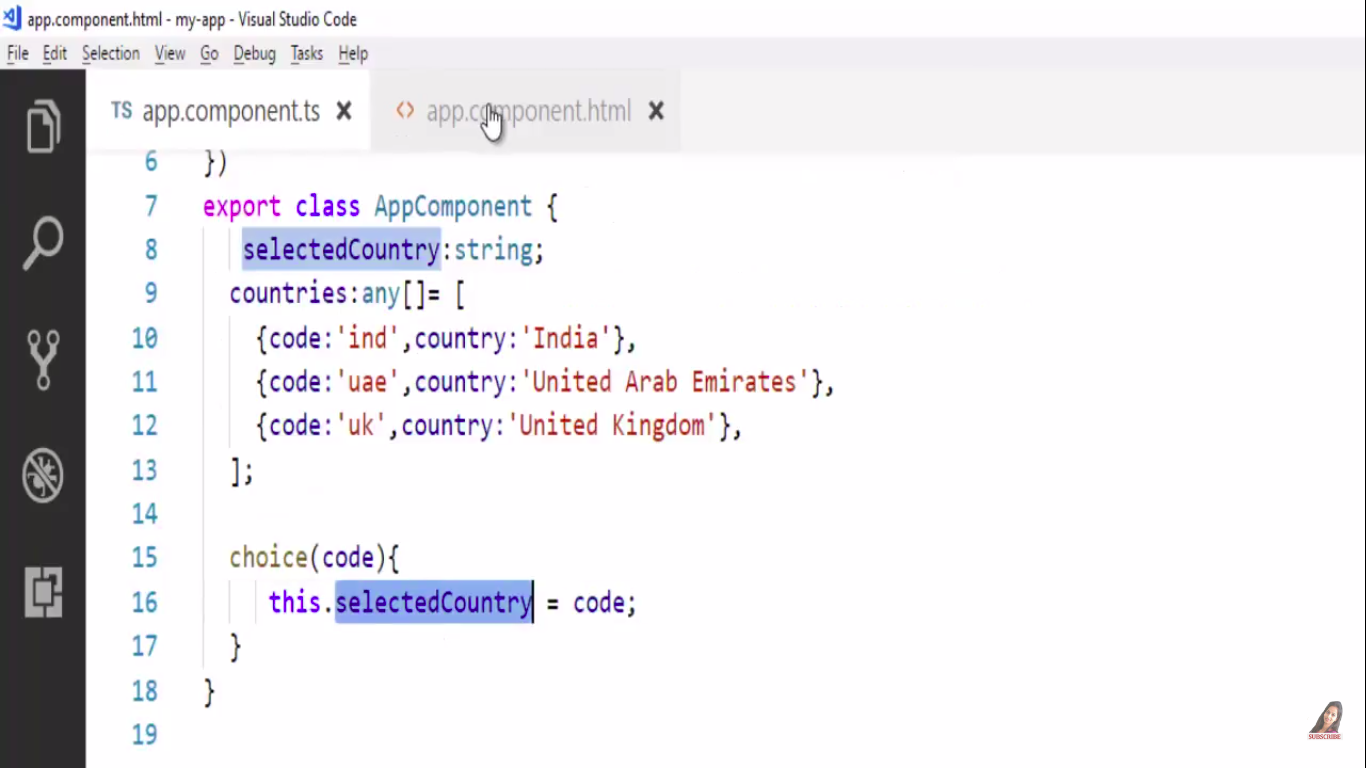 app.component.html - my-app - Visual Studio Code
File Edit Selection View Go Debug Tasks Help
TS app.component.ts × <> app.component.html ×
6 })
7 export class AppComponent {
8 selectedCountry:string;
9 countries:any[]= [
10 {code:'ind',country:'India'},
11 {code:'uae',country:'United Arab Emirates'},
12 {code:'uk',country:'United Kingdom'},
13 ];
14
15 choice(code){
16 this.selectedCountry = code;
17 }
18 }
19
SUBSCRIBE